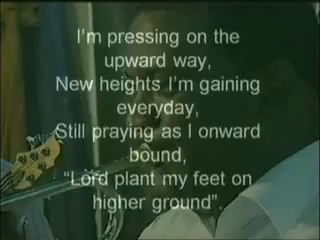 I'm pressing on the
upward way,
New heights I'm gaining
everyday,
Still praying as I onward
bound,
“Lord plant my feet on
higher ground”.